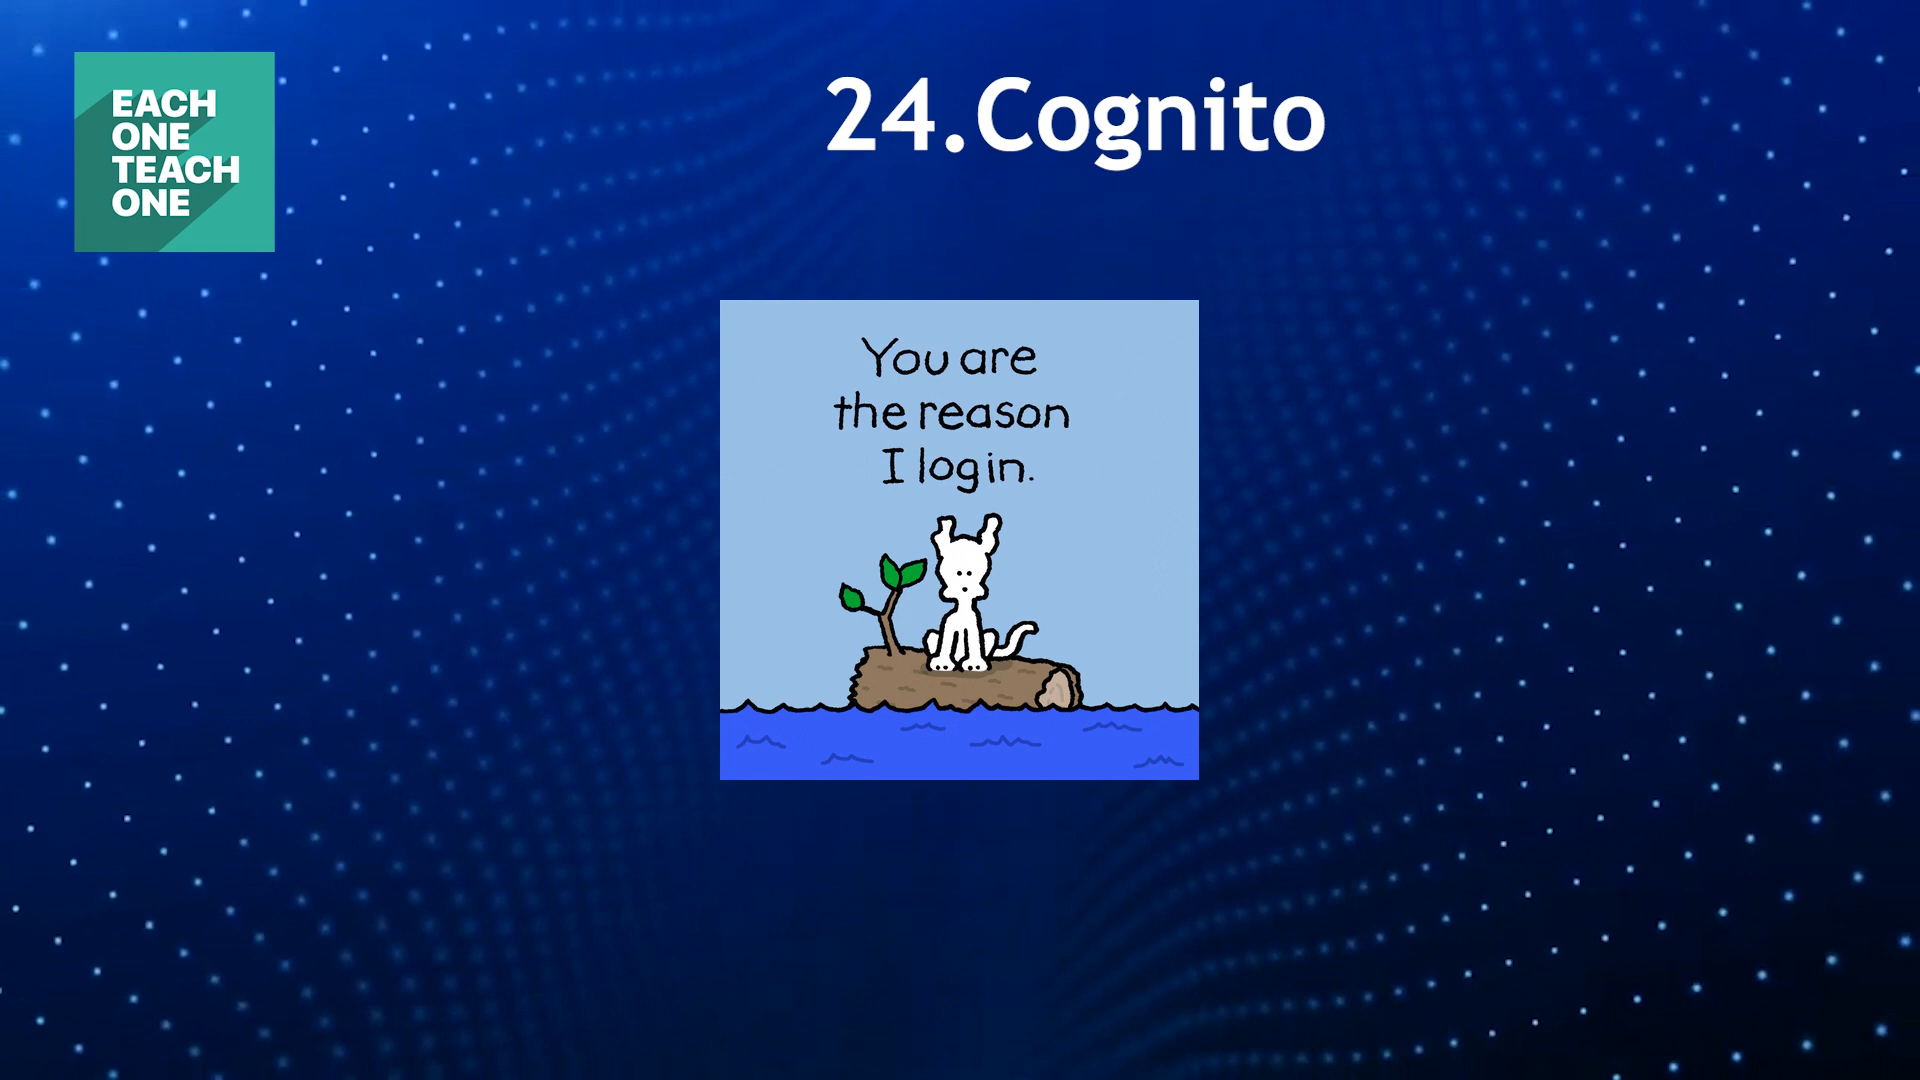 EACH
ONE
TEACH
ONE
24.Cognito
You are
the reason
I login.